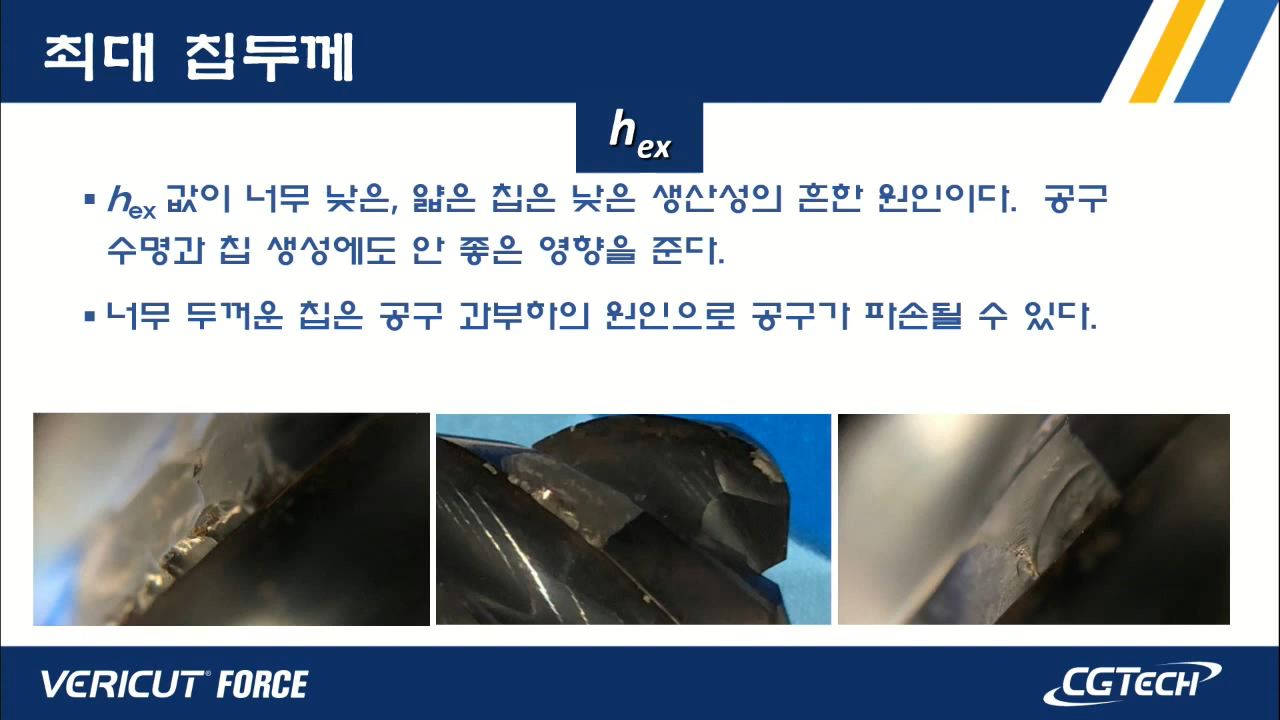 최대 칩두께
hex
▪ hex 값이 너무 낮은, 얇은 칩은 낮은 생산성의 흔한 원인이다. 공구
수명과 칩 생성에도 안 좋은 영향을 준다.
▪ 너무 두꺼운 칩은 공구 과부하의 원인으로 공구가 파손될 수 있다.
VERICUT® FORCE
CGTECH